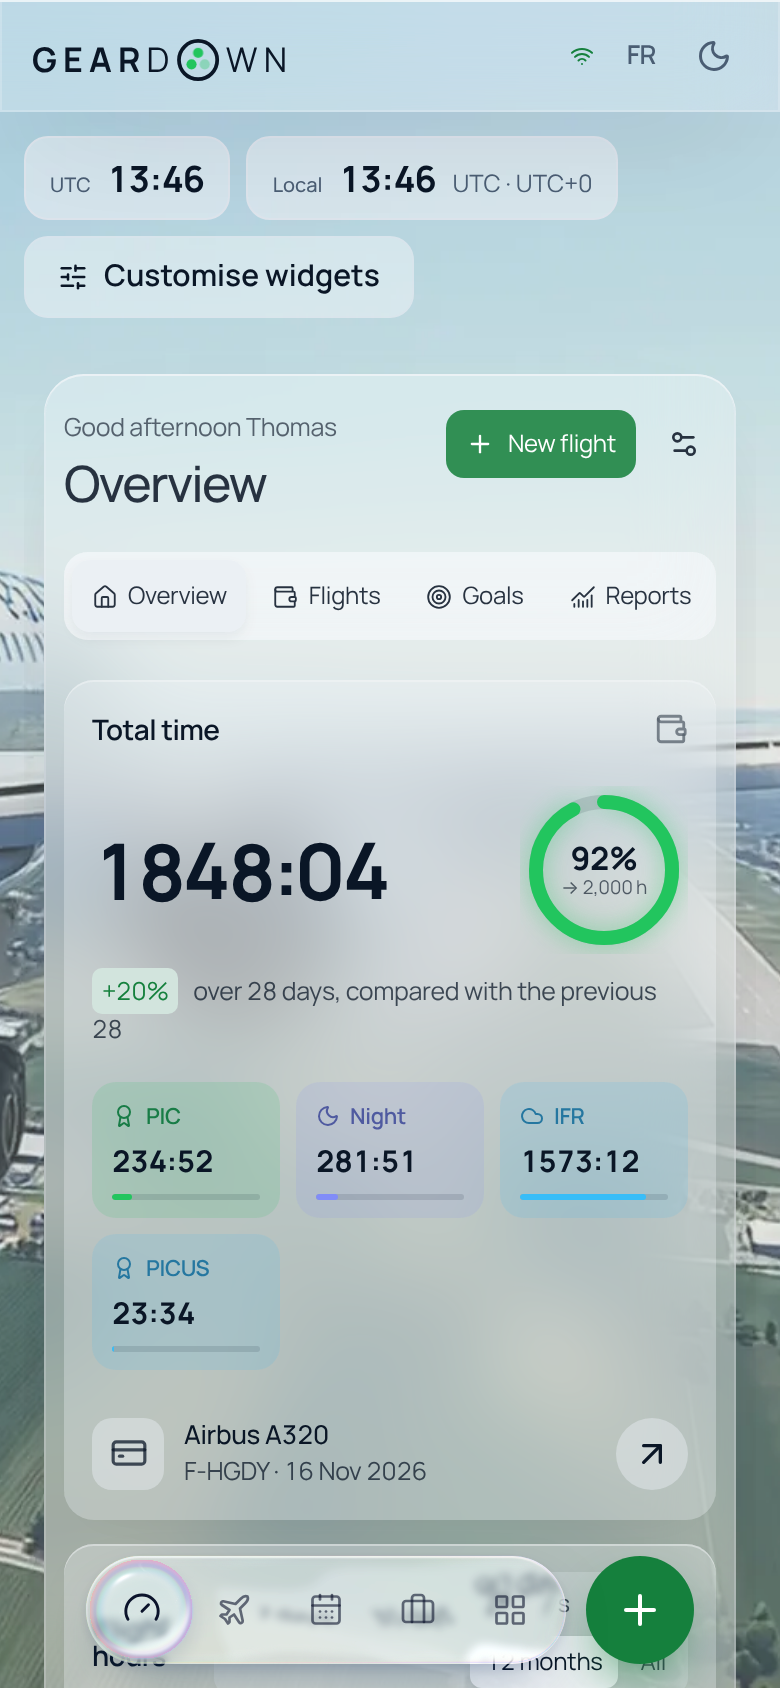 GEARDOWN
FR
UTC 13:46
Local 13:46 UTC · UTC+0
Customise widgets
Good afternoon Thomas
Overview
New flight
Overview
Flights
Goals
Reports
Total time
1848:04
92%
→ 2,000 h
+20% over 28 days, compared with the previous
28
PIC
234:52
Night
281:51
IFR
1573:12
PICUS
23:34
Airbus A320
F-HGDY · 16 Nov 2026
hours
12 months
All